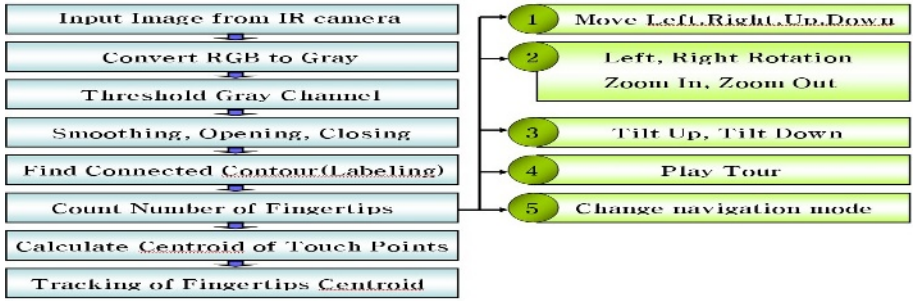 Input Image from IR camera
Convert RGB to Gray
Threshold Gray Channel
Smoothing, Opening, Closing
Find Connected Contour(Labeling)
Count Number of Fingertips
Calculate Centroid of Touch Points
Tracking of Fingertips Centroid
1 Move Left,Right,Up,Down
2 Left, Right Rotation
Zoom In, Zoom Out
3 Tilt Up, Tilt Down
4 Play Tour
5 Change navigation mode